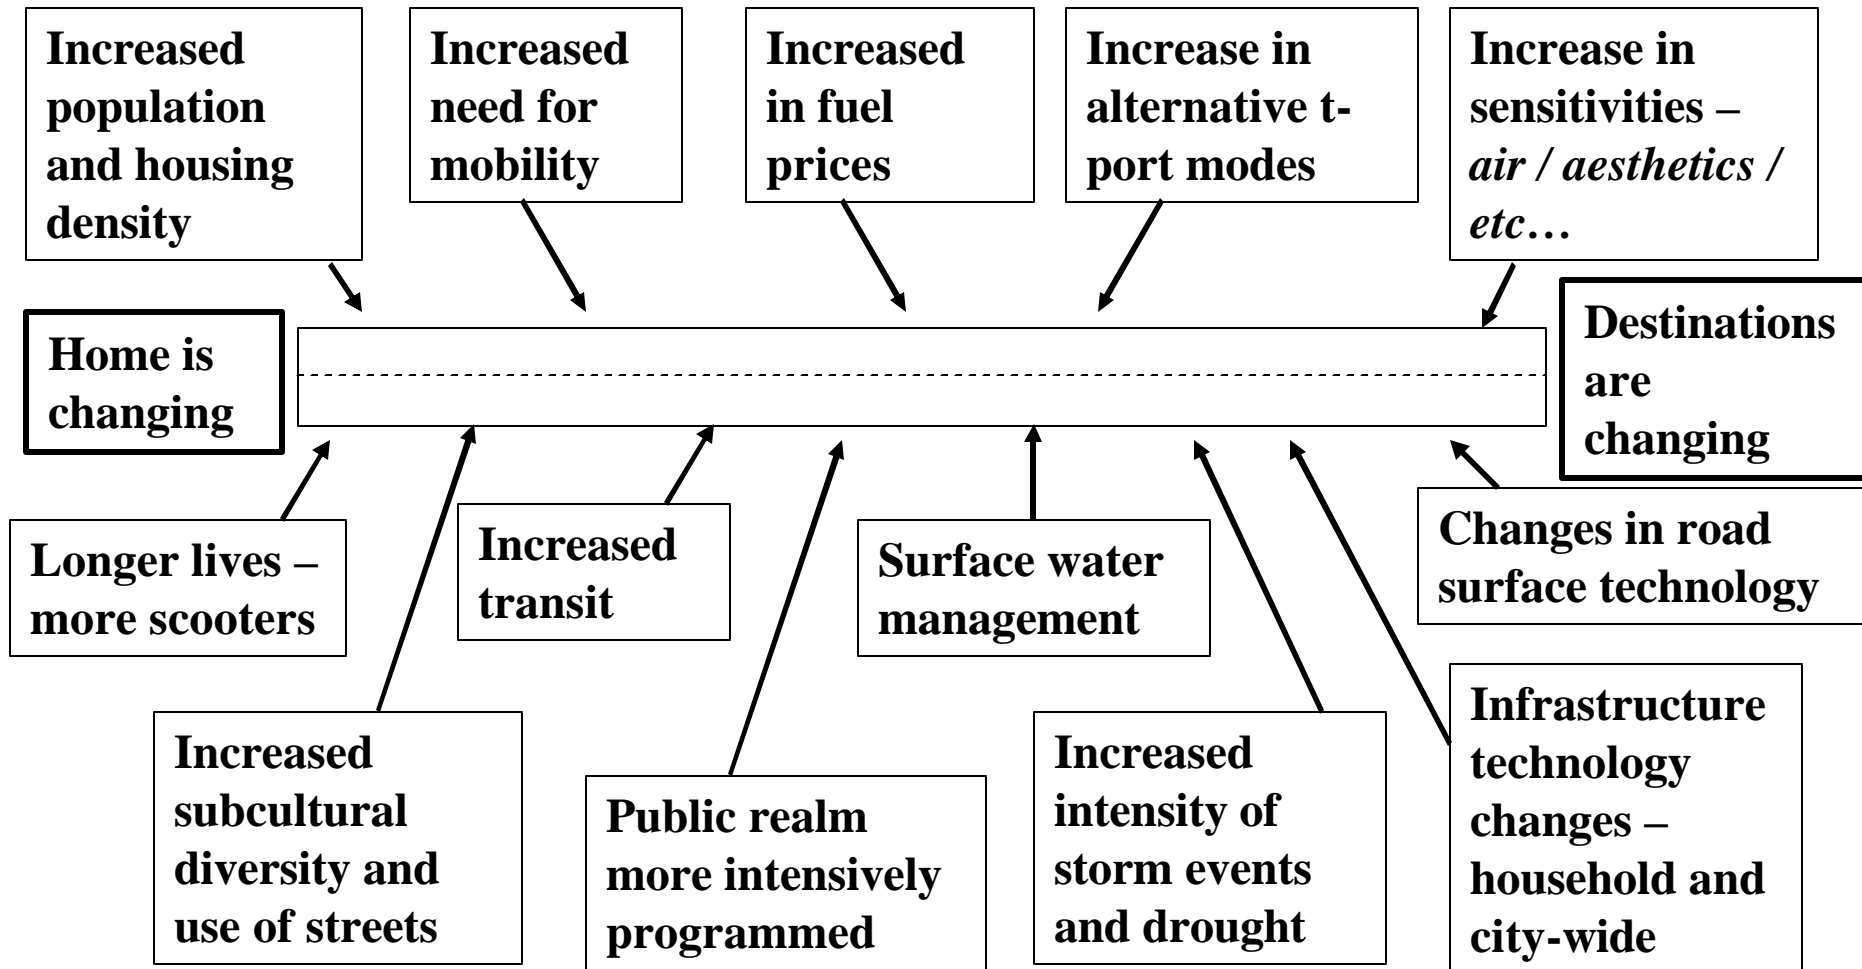 Increased
population
and housing
density
Increased
need for
mobility
Increased
in fuel
prices
Increase in
alternative t-
port modes
Increase in
sensitivities –
air / aesthetics /
etc…
Home is
changing
Destinations
are
changing
Longer lives –
more scooters
Increased
transit
Surface water
management
Changes in road
surface technology
Increased
subcultural
diversity and
use of streets
Public realm
more intensively
programmed
Increased
intensity of
storm events
and drought
Infrastructure
technology
changes –
household and
city-wide